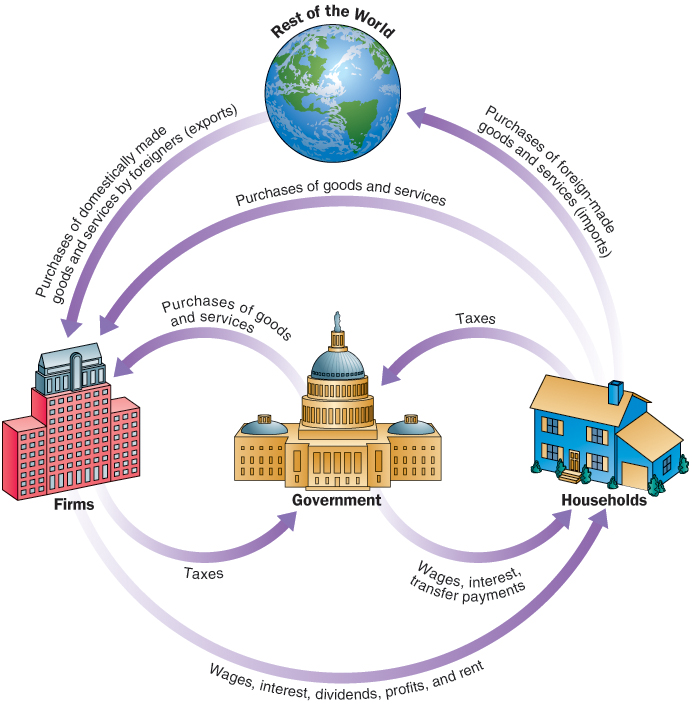 Rest of the World
Purchases of domestically made
goods and services by foreigners (exports)
Purchases of foreign-made
goods and services (imports)
Purchases of goods and services
Purchases of goods
and services
Taxes
Firms
Government
Households
Taxes
Wages, interest,
transfer payments
Wages, interest, dividends, profits, and rent